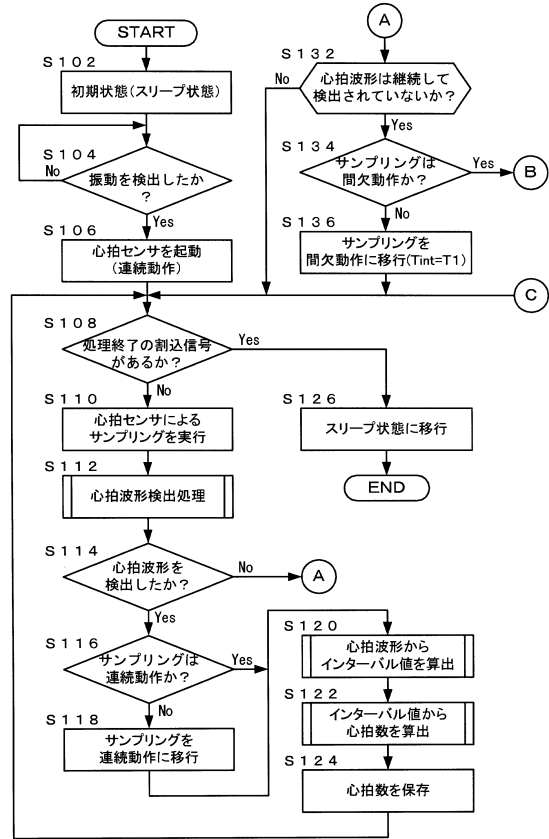 START
S102
初期状態(スリープ状態)
S104
振動を検出したか
?
No
Yes
S106
心拍センサを起動
(連続動作)
S108
処理終了の割込信号
があるか?
Yes
No
S110
心拍センサによる
サンプリングを実行
S112
心拍波形検出処理
S114
心拍波形を
検出したか?
No
A
Yes
S116
サンプリングは
連続動作か?
Yes
No
S118
サンプリングを
連続動作に移行
A
S132
心拍波形は継続して
検出されていないか?
No
Yes
S134
サンプリングは
間欠動作か?
Yes
B
No
S136
サンプリングを
間欠動作に移行(Tint=T1)
C
S126
スリープ状態に移行
END
S120
心拍波形から
インターバル値を算出
S122
インターバル値から
心拍数を算出
S124
心拍数を保存